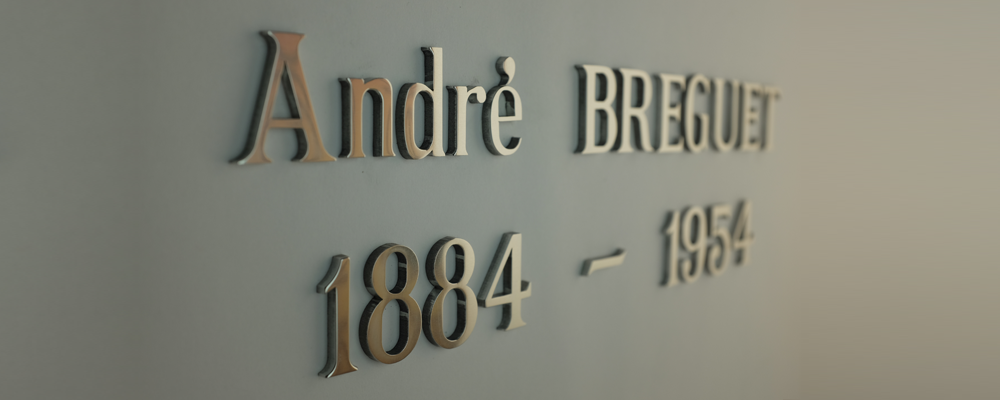 André BREGUET
1884 – 1954